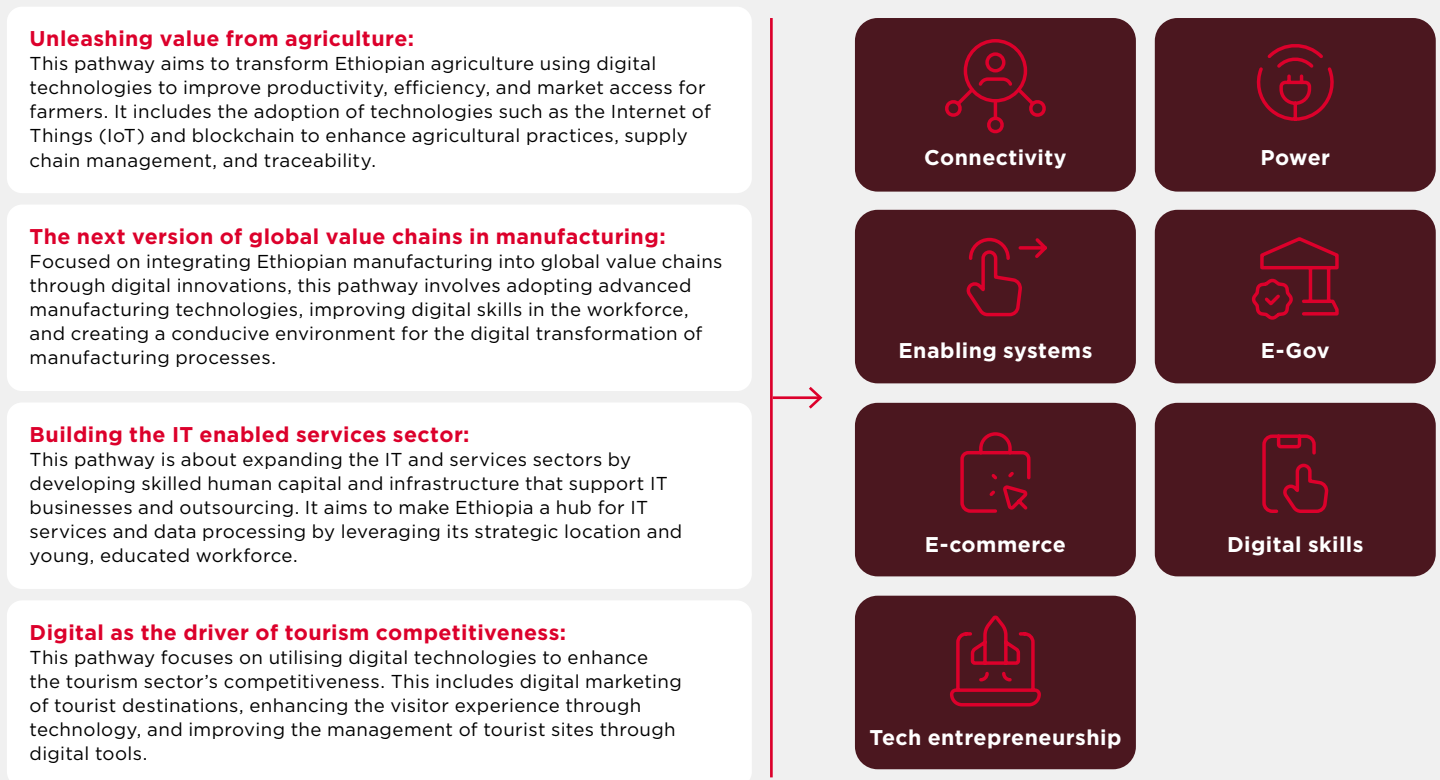 Unleashing value from agriculture:
This pathway aims to transform Ethiopian agriculture using digital
technologies to improve productivity, efficiency, and market access for
farmers. It includes the adoption of technologies such as the Internet of
Things (IoT) and blockchain to enhance agricultural practices, supply
chain management, and traceability.
The next version of global value chains in manufacturing:
Focused on integrating Ethiopian manufacturing into global value chains
through digital innovations, this pathway involves adopting advanced
manufacturing technologies, improving digital skills in the workforce,
and creating a conducive environment for the digital transformation of
manufacturing processes.
Building the IT enabled services sector:
This pathway is about expanding the IT and services sectors by
developing skilled human capital and infrastructure that support IT
businesses and outsourcing. It aims to make Ethiopia a hub for IT
services and data processing by leveraging its strategic location and
young, educated workforce.
Digital as the driver of tourism competitiveness:
This pathway focuses on utilising digital technologies to enhance
the tourism sector’s competitiveness. This includes digital marketing
of tourist destinations, enhancing the visitor experience through
technology, and improving the management of tourist sites through
digital tools.
Connectivity
Power
Enabling systems
E-Gov
E-commerce
Digital skills
Tech entrepreneurship